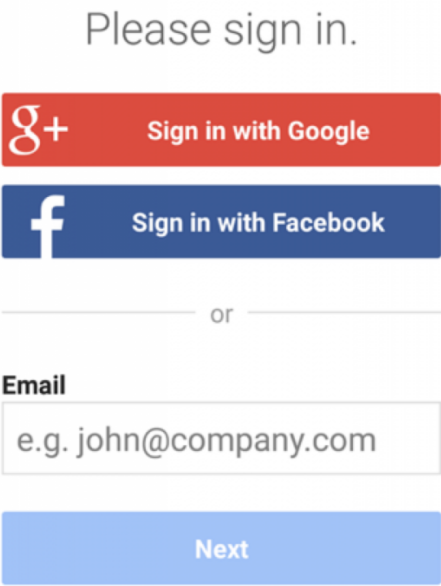 Please sign in.
g+ Sign in with Google
f Sign in with Facebook
or
Email
e.g. john@company.com
Next